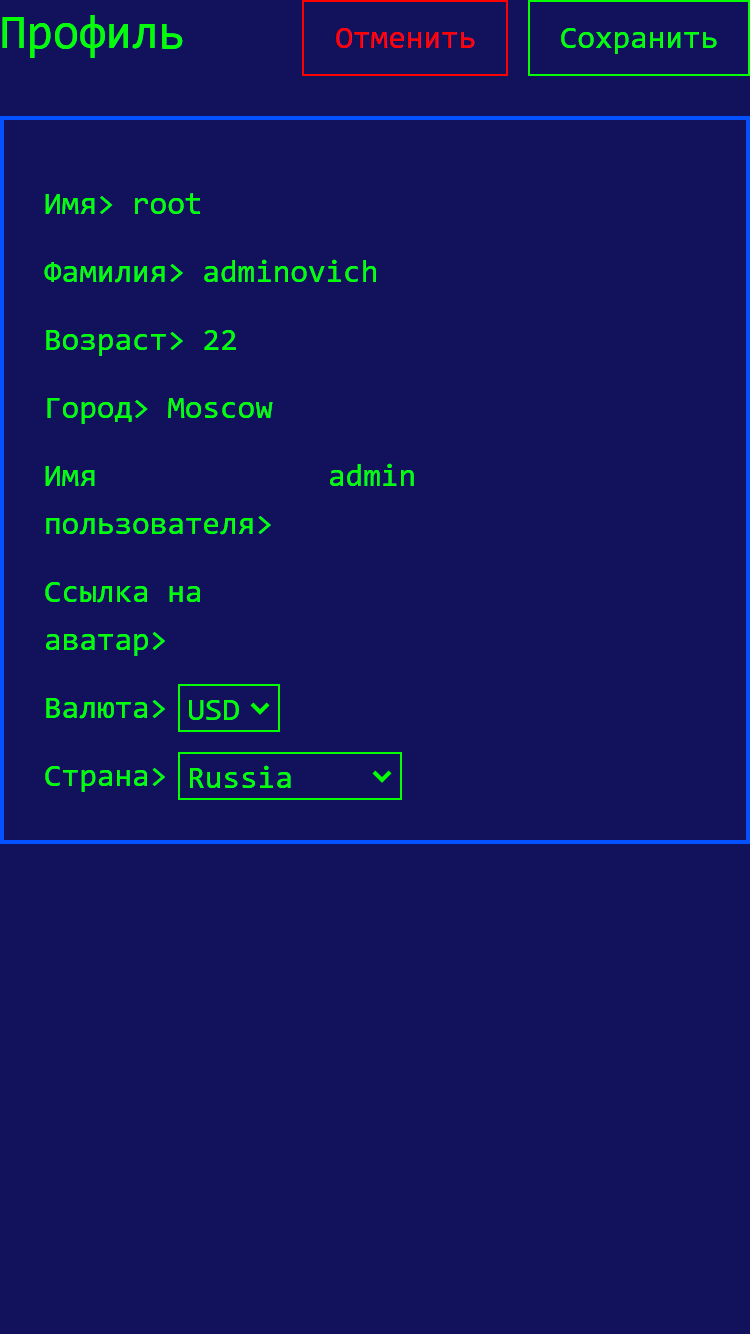 Профиль
Отменить
Сохранить
Имя> root
Фамилия> adminovich
Возраст> 22
Город> Moscow
Имя admin
пользователя>
Ссылка на
аватар>
Валюта> USD
Страна> Russia